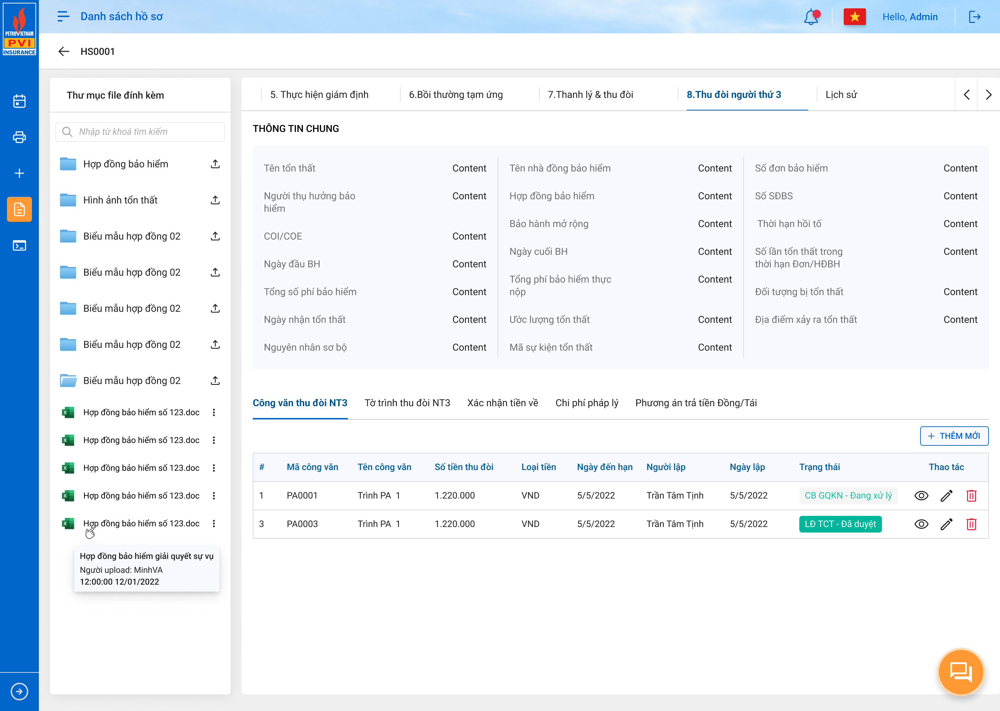 PETROVIETNAM
PVI
INSURANCE
Danh sách hồ sơ
Hello, Admin
HS0001
Thư mục file đính kèm
Nhập từ khoá tìm kiếm
Hợp đồng bảo hiểm
Hình ảnh tổn thất
Biểu mẫu hợp đồng 02
Biểu mẫu hợp đồng 02
Biểu mẫu hợp đồng 02
Biểu mẫu hợp đồng 02
Biểu mẫu hợp đồng 02
Hợp đồng bảo hiểm số 123.doc
Hợp đồng bảo hiểm số 123.doc
Hợp đồng bảo hiểm số 123.doc
Hợp đồng bảo hiểm số 123.doc
Hợp đồng bảo hiểm số 123.doc
Hợp đồng bảo hiểm giải quyết sự vụ
Người upload: MinhVA
12:00:00 12/01/2022
5. Thực hiện giám định
6.Bồi thường tạm ứng
7.Thanh lý & thu đòi
8.Thu đòi người thứ 3
Lịch sử
THÔNG TIN CHUNG
Tên tổn thất Content
Người thụ hưởng bảo Content
hiểm
COI/COE Content
Ngày đầu BH Content
Tổng số phí bảo hiểm Content
Ngày nhận tổn thất Content
Nguyên nhân sơ bộ Content
Tên nhà đồng bảo hiểm Content
Hợp đồng bảo hiểm Content
Bảo hành mở rộng Content
Ngày cuối BH Content
Tổng phí bảo hiểm thực Content
nộp
Ước lượng tổn thất Content
Mã sự kiện tổn thất Content
Số đơn bảo hiểm Content
Số SĐBS Content
Thời hạn hồi tố Content
Số lần tổn thất trong Content
thời hạn Đơn/HĐBH
Đối tượng bị tổn thất Content
Địa điểm xảy ra tổn thất Content
Công văn thu đòi NT3 Tờ trình thu đòi NT3 Xác nhận tiền về Chi phí pháp lý Phương án trả tiền Đồng/Tái
THÊM MỚI
# Mã công văn Tên công văn Số tiền thu đòi Loại tiền Ngày đến hạn Người lập Ngày lập Trạng thái Thao tác
1 PA0001 Trình PA 1 1.220.000 VND 5/5/2022 Trần Tâm Tịnh 5/5/2022 CB GQKN - Đang xử lý
3 PA0003 Trình PA 1 1.220.000 VND 5/5/2022 Trần Tâm Tịnh 5/5/2022 LĐ TCT - Đã duyệt